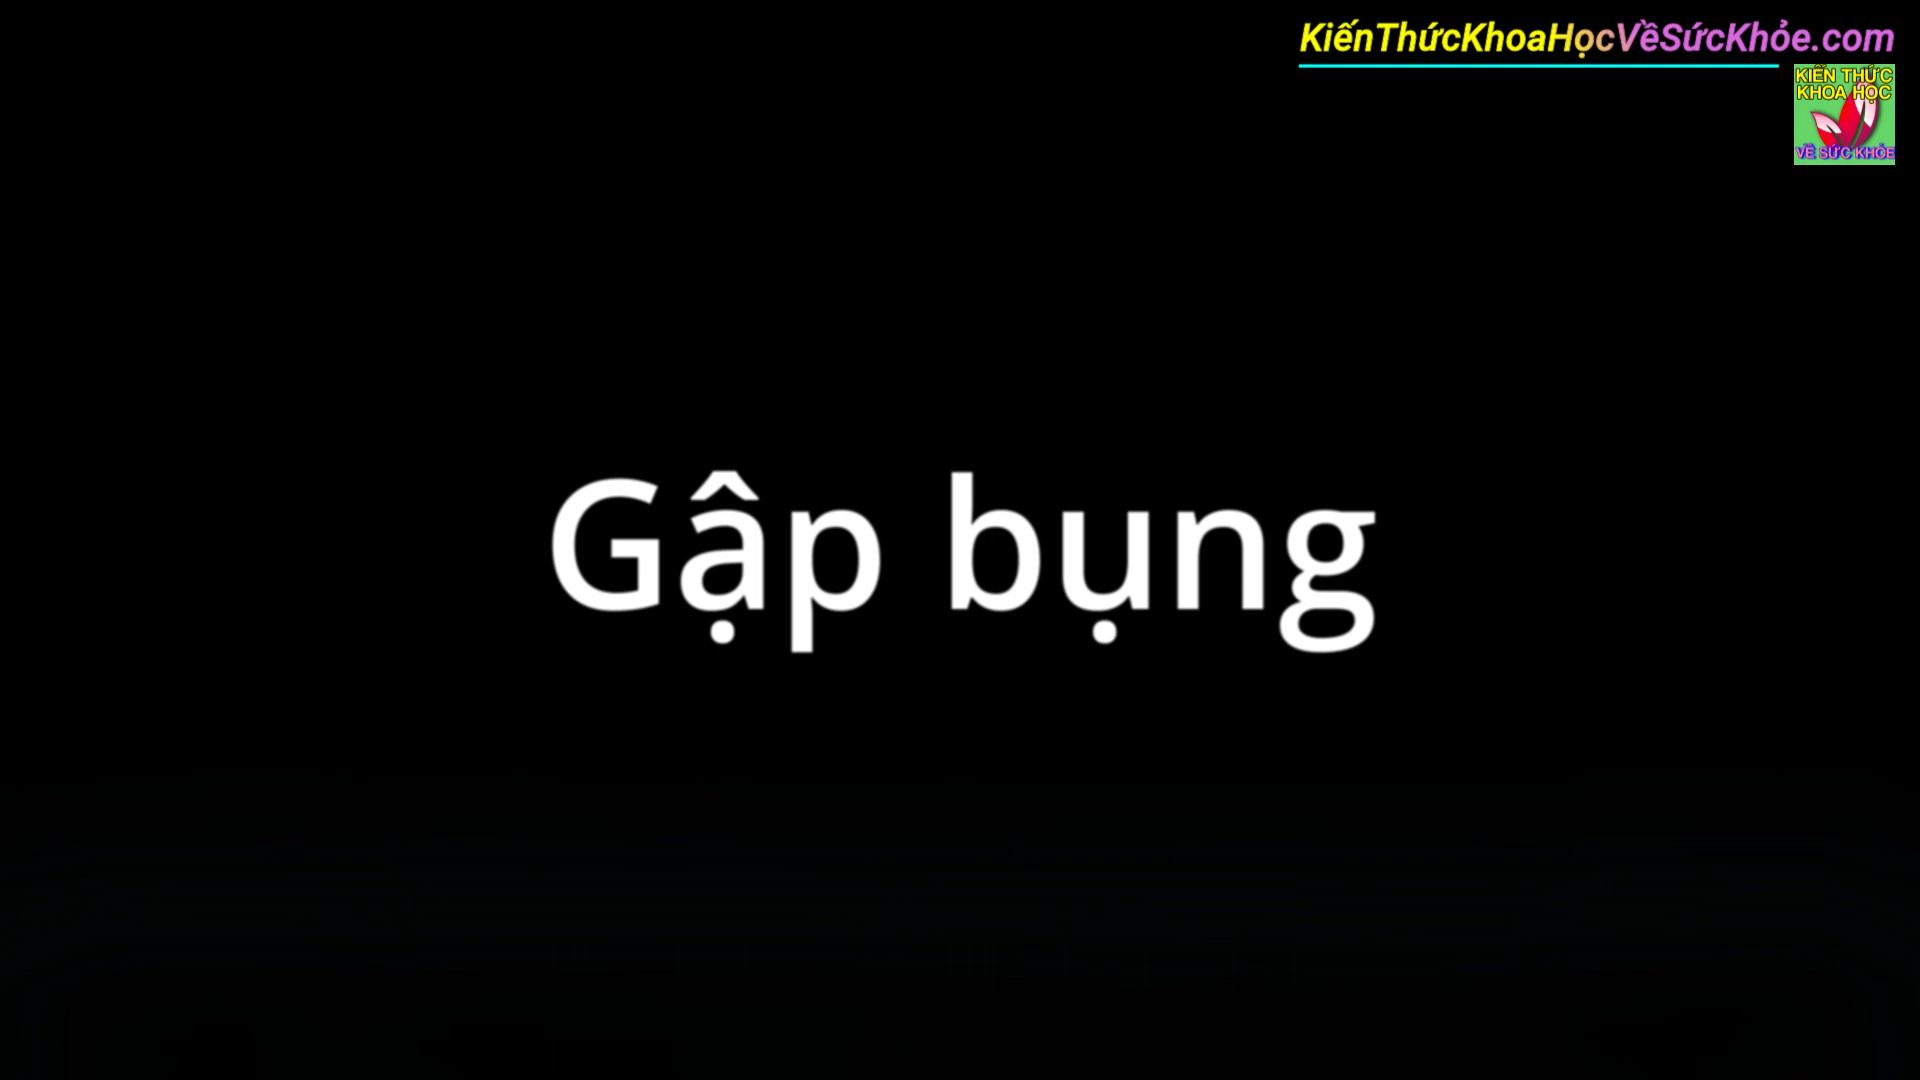 KiếnThứcKhoaHọcVềSứcKhỏe.com
KIẾN THỨC
KHOA HỌC
VỀ SỨC KHỎE
Gập bụng